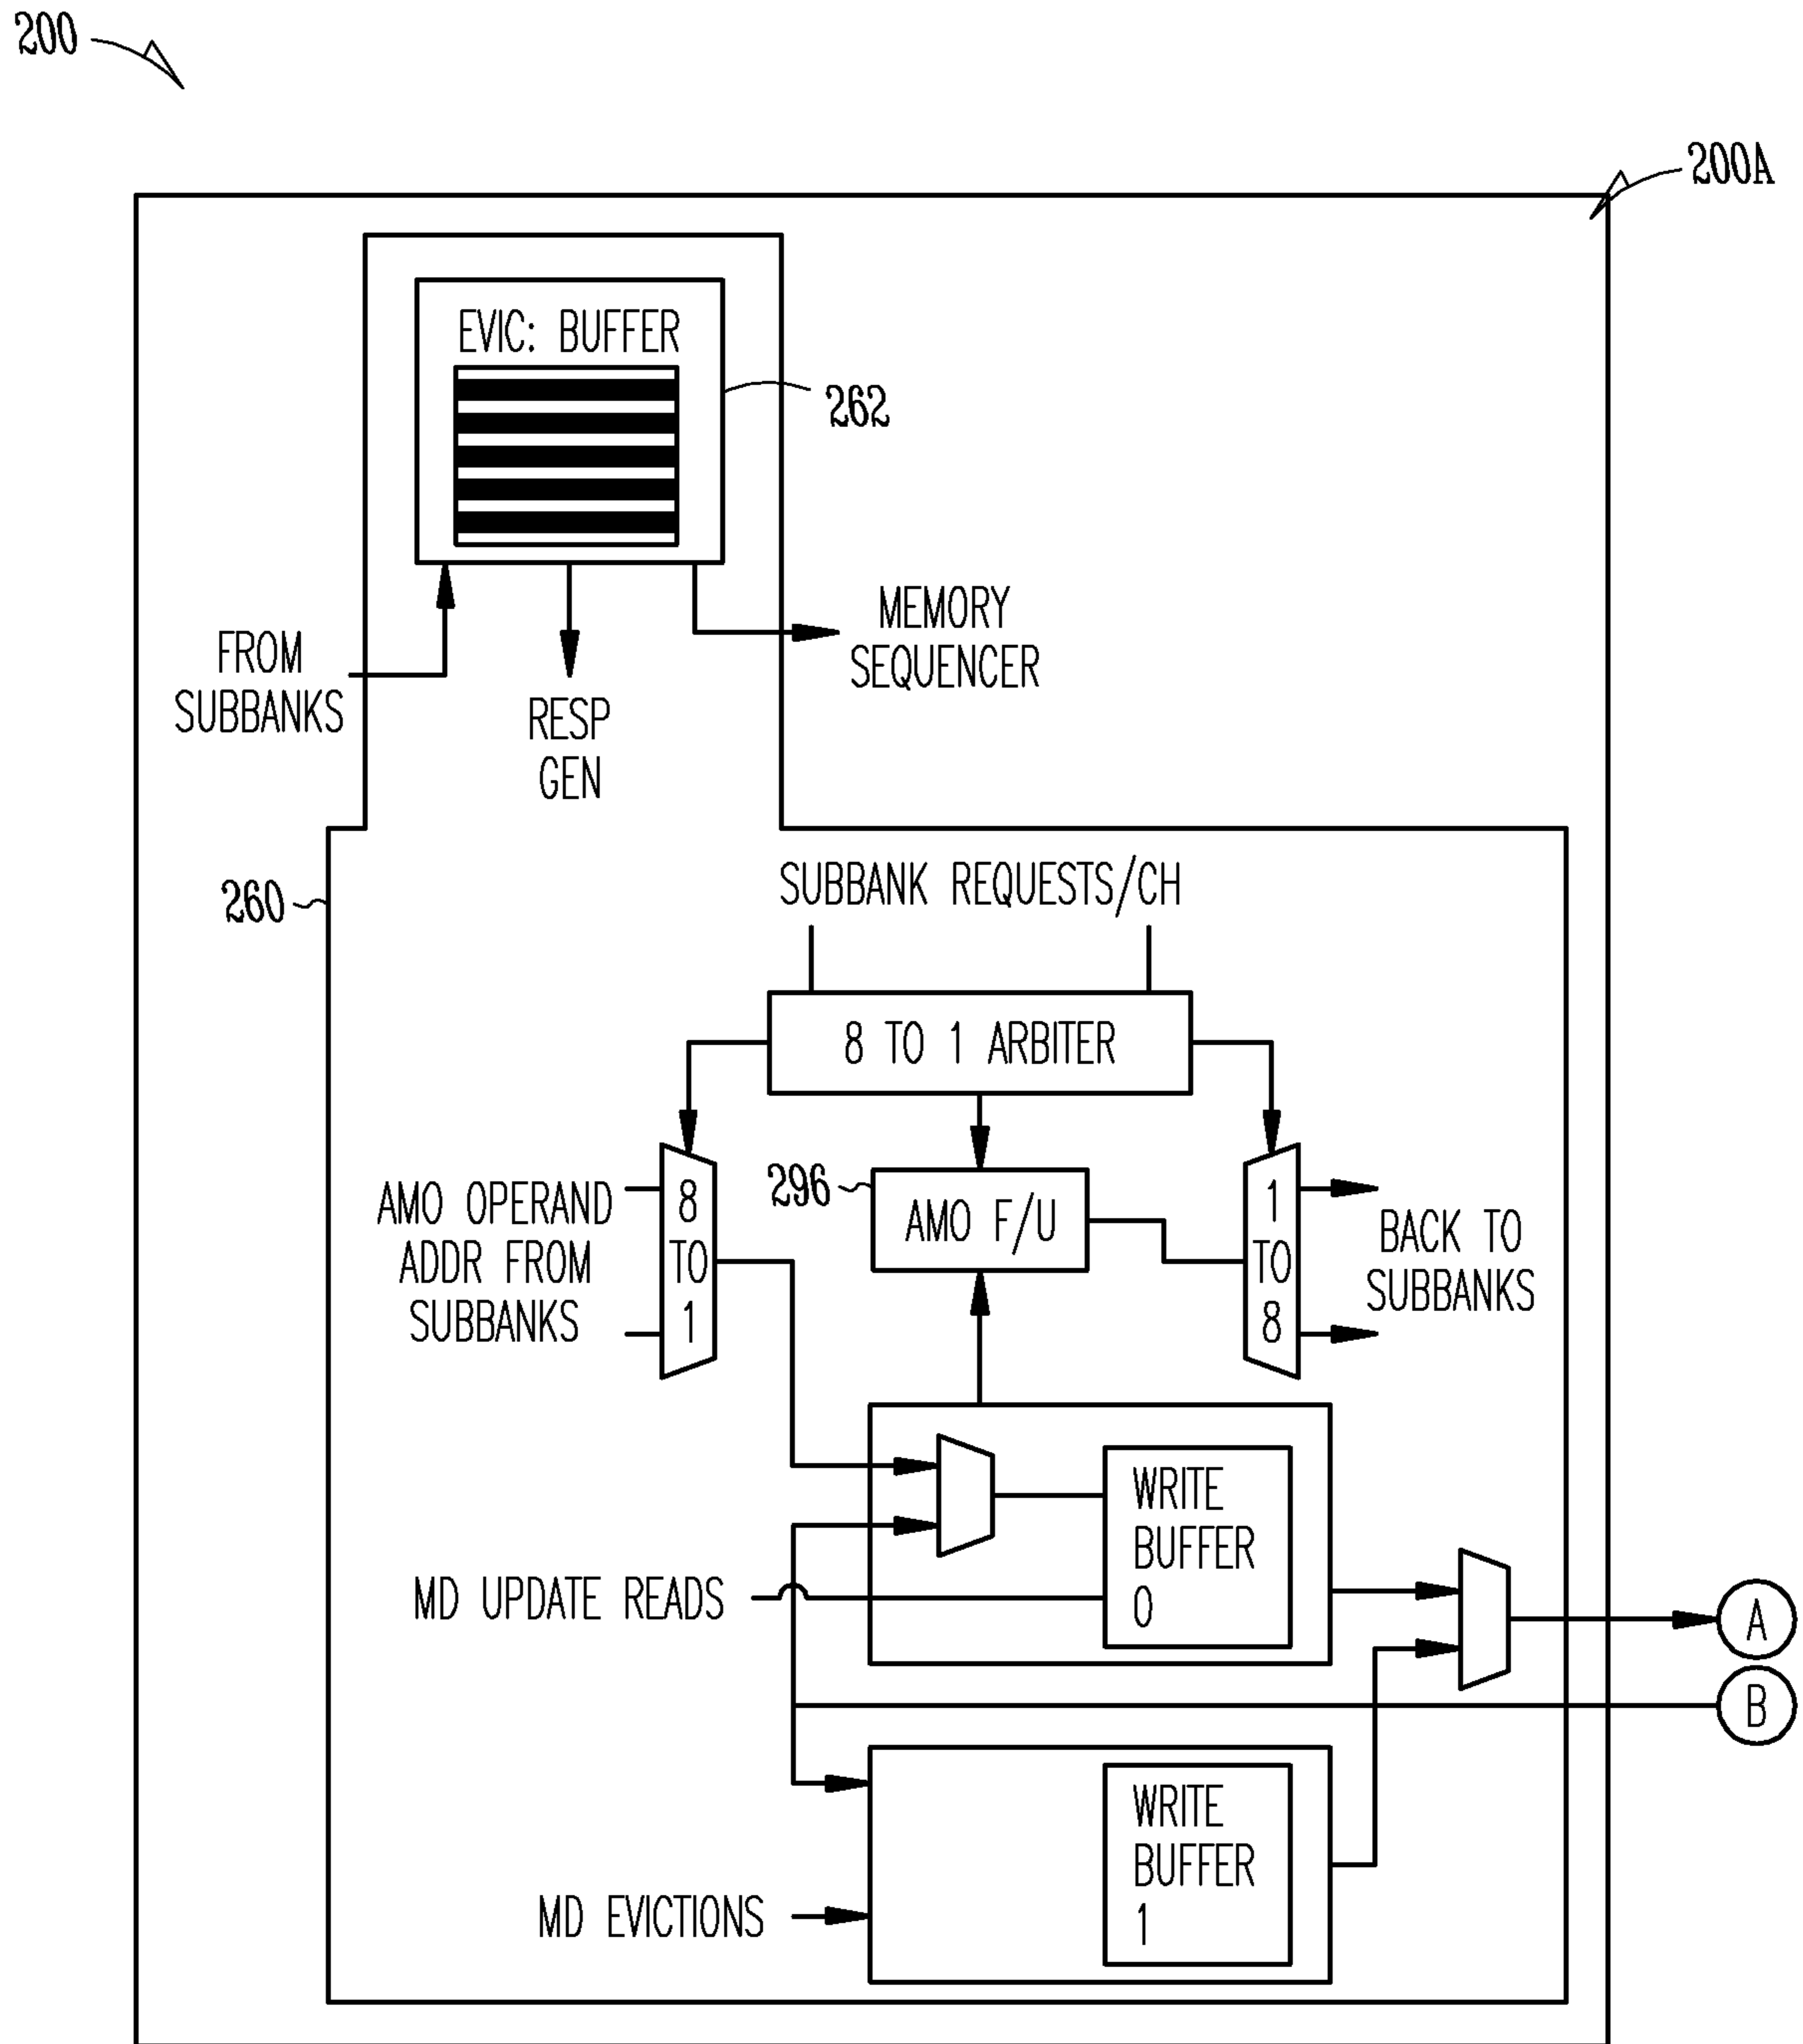 200
200A
EVIC: BUFFER
262
FROM
SUBBANKS
RESP
GEN
MEMORY
SEQUENCER
260
SUBBANK REQUESTS/CH
8 TO 1 ARBITER
AMO OPERAND
ADDR FROM
SUBBANKS
8
TO
1
296
AMO F/U
1
TO
8
BACK TO
SUBBANKS
WRITE
BUFFER
0
MD UPDATE READS
A
B
WRITE
BUFFER
1
MD EVICTIONS